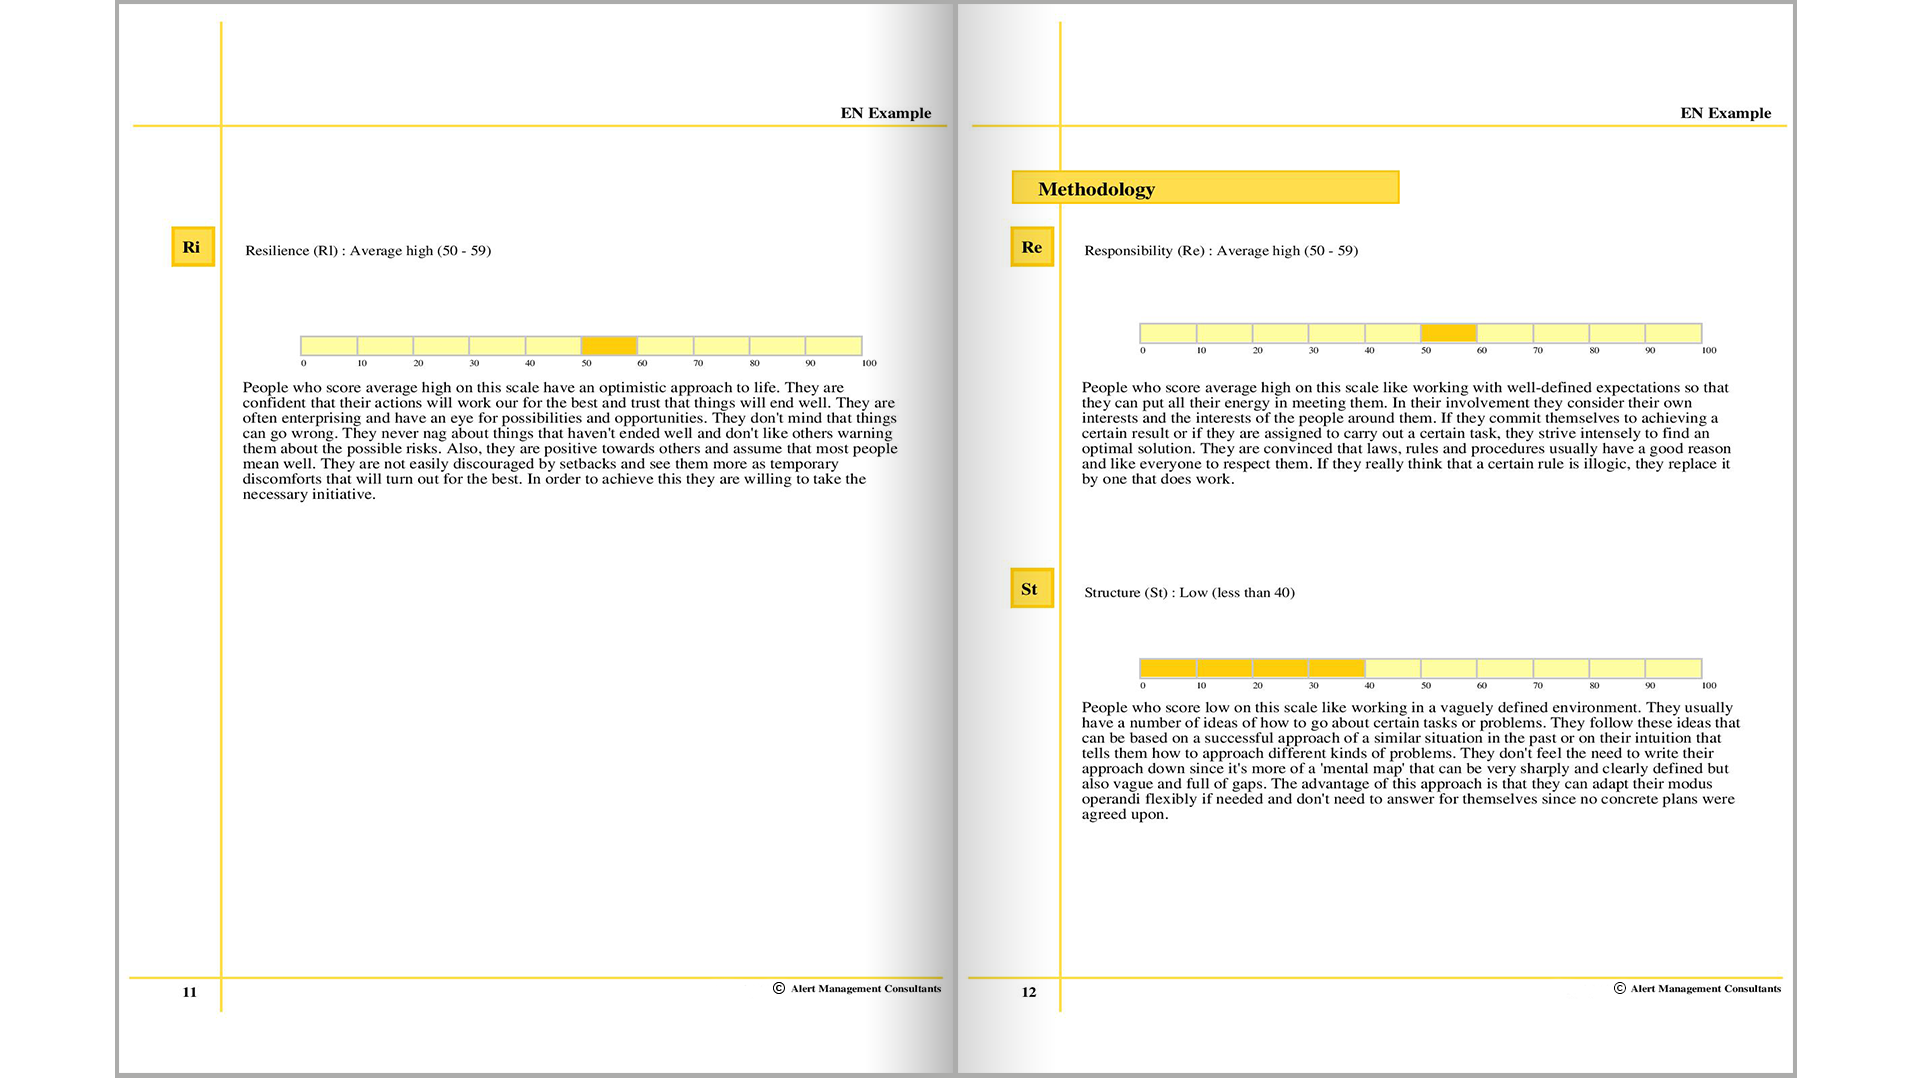 EN Example
Ri
Resilience (Rl) : Average high (50 - 59)
0 10 20 30 40 50 60 70 80 90 100
People who score average high on this scale have an optimistic approach to life. They are
confident that their actions will work our for the best and trust that things will end well. They are
often enterprising and have an eye for possibilities and opportunities. They don't mind that things
can go wrong. They never nag about things that haven't ended well and don't like others warning
them about the possible risks. Also, they are positive towards others and assume that most people
mean well. They are not easily discouraged by setbacks and see them more as temporary
discomforts that will turn out for the best. In order to achieve this they are willing to take the
necessary initiative.
11
© Alert Management Consultants
EN Example
Methodology
Re
Responsibility (Re) : Average high (50 - 59)
0 10 20 30 40 50 60 70 80 90 100
People who score average high on this scale like working with well-defined expectations so that
they can put all their energy in meeting them. In their involvement they consider their own
interests and the interests of the people around them. If they commit themselves to achieving a
certain result or if they are assigned to carry out a certain task, they strive intensely to find an
optimal solution. They are convinced that laws, rules and procedures usually have a good reason
and like everyone to respect them. If they really think that a certain rule is illogic, they replace it
by one that does work.
St
Structure (St) : Low (less than 40)
0 10 20 30 40 50 60 70 80 90 100
People who score low on this scale like working in a vaguely defined environment. They usually
have a number of ideas of how to go about certain tasks or problems. They follow these ideas that
can be based on a successful approach of a similar situation in the past or on their intuition that
tells them how to approach different kinds of problems. They don't feel the need to write their
approach down since it's more of a 'mental map' that can be very sharply and clearly defined but
also vague and full of gaps. The advantage of this approach is that they can adapt their modus
operandi flexibly if needed and don't need to answer for themselves since no concrete plans were
agreed upon.
12
© Alert Management Consultants